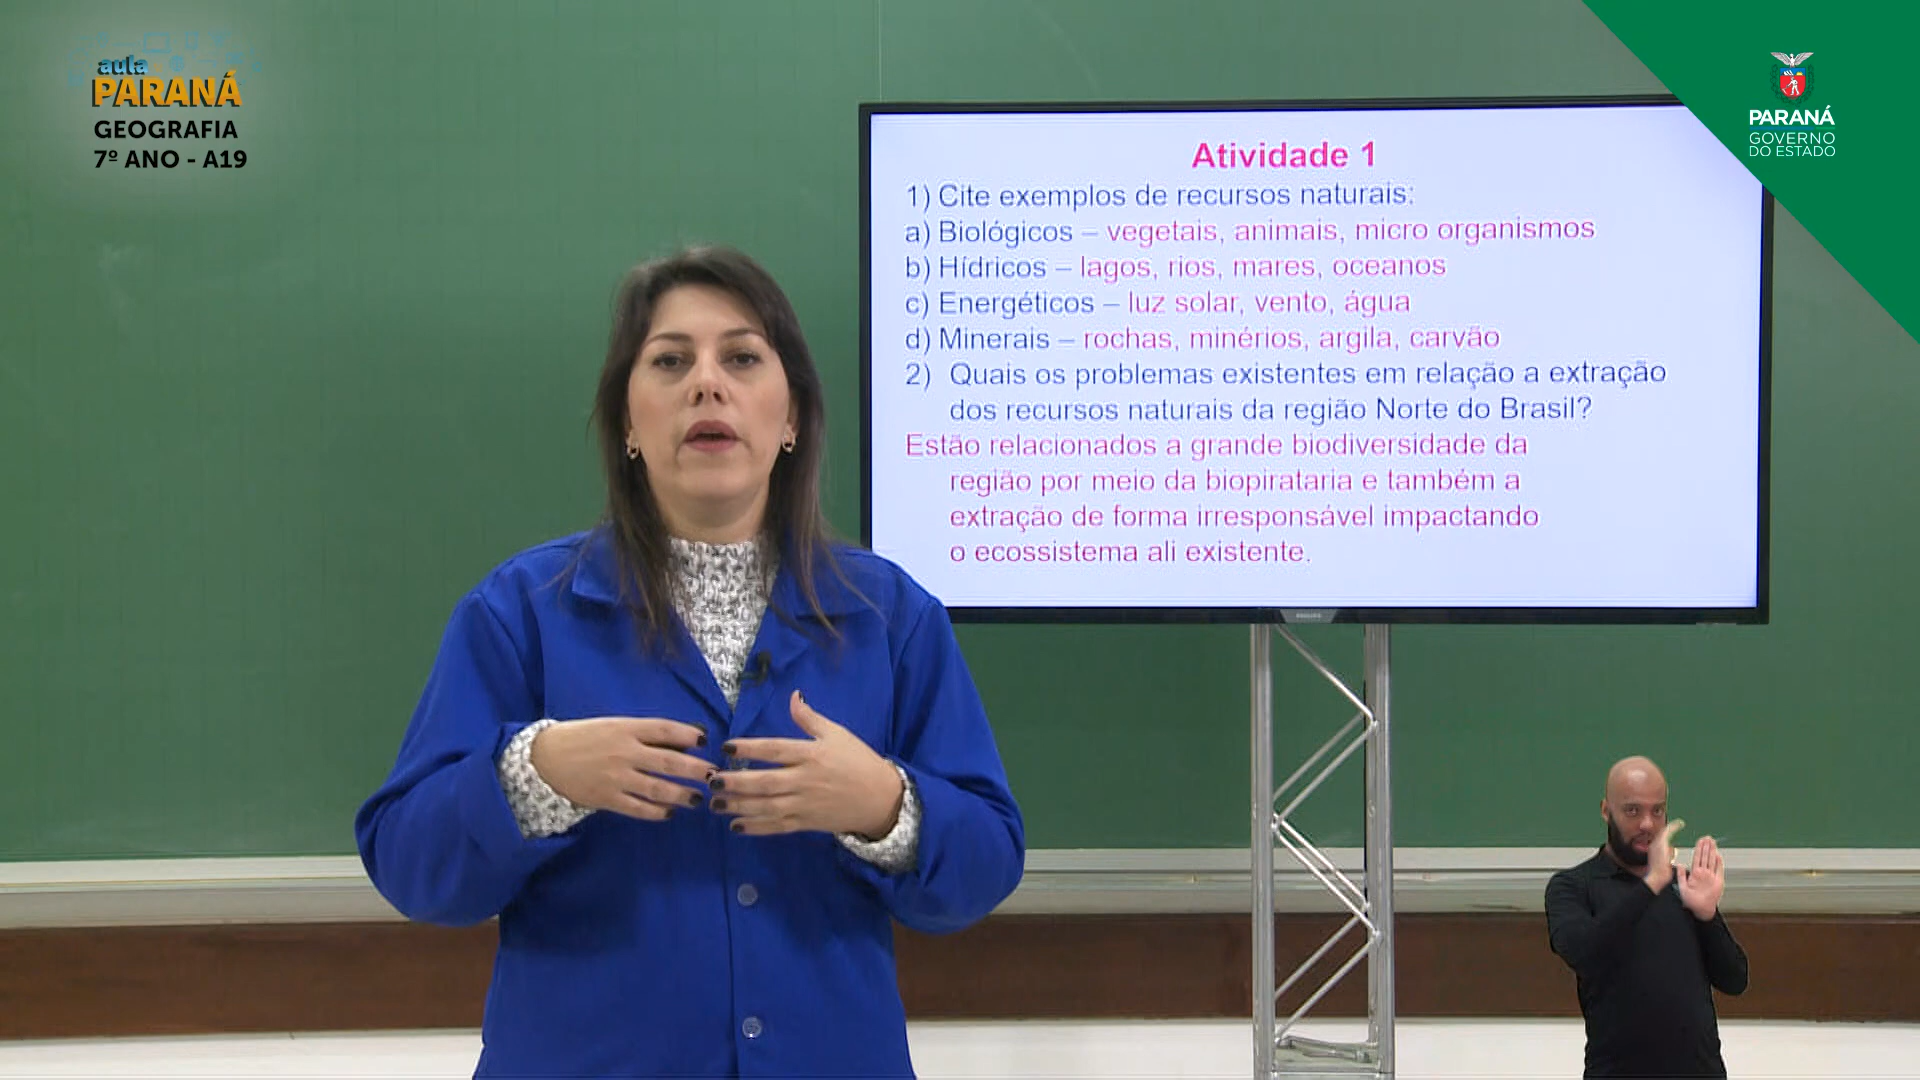 aula
PARANÁ
GEOGRAFIA
7º ANO - A19
PARANÁ
GOVERNO
DO ESTADO
Atividade 1
1) Cite exemplos de recursos naturais:
a) Biológicos – vegetais, animais, micro organismos
b) Hídricos – lagos, rios, mares, oceanos
c) Energéticos – luz solar, vento, água
d) Minerais – rochas, minérios, argila, carvão
2) Quais os problemas existentes em relação a extração
dos recursos naturais da região Norte do Brasil?
Estão relacionados a grande biodiversidade da
região por meio da biopirataria e também a
extração de forma irresponsável impactando
o ecossistema ali existente.
PHILIPS